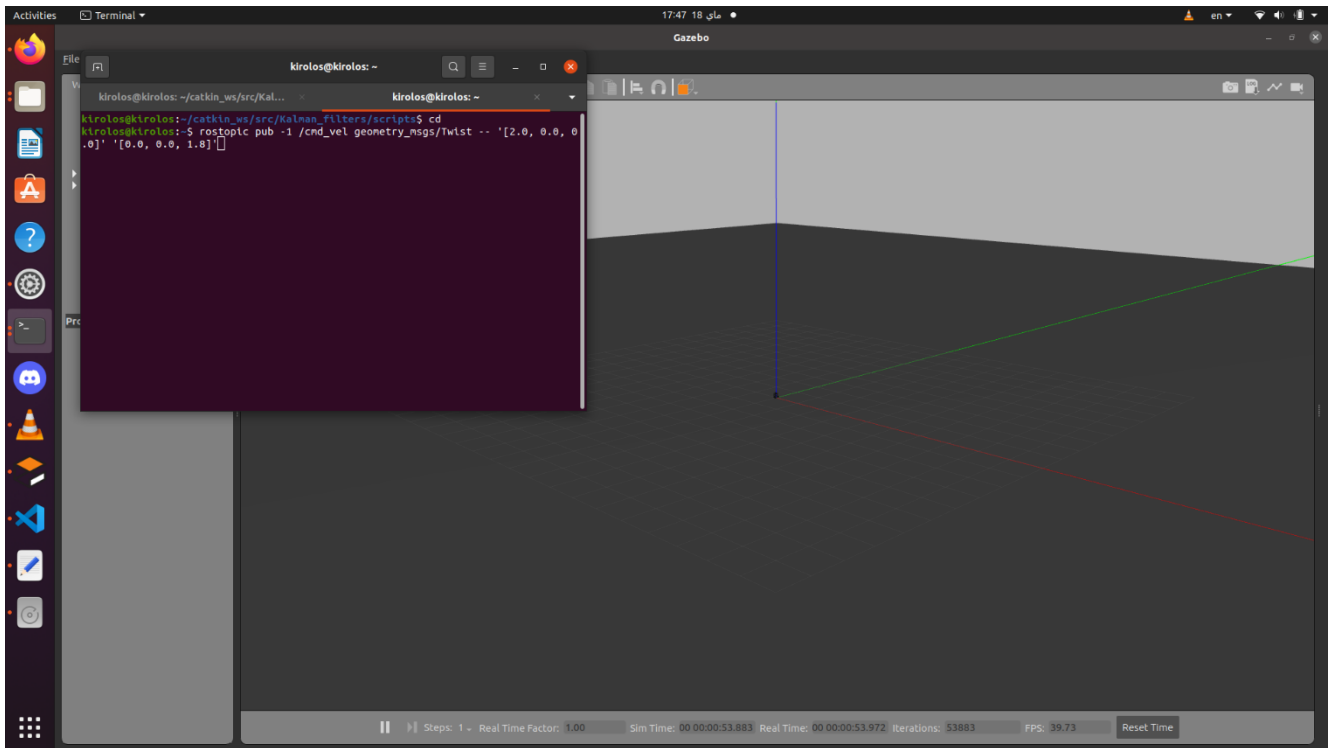 Activities
Terminal
17:47 18 ماي
en
Gazebo
File
kirolos@kirolos: ~
kirolos@kirolos: ~/catkin_ws/src/Kal...
kirolos@kirolos: ~
kirolos@kirolos:~/catkin_ws/src/Kalman_filters/scripts$ cd
kirolos@kirolos:~$ rostopic pub -1 /cmd_vel geometry_msgs/Twist -- '[2.0, 0.0, 0
.0]' '[0.0, 0.0, 1.8]'
W
Pro
Steps: 1 Real Time Factor: 1.00 Sim Time: 00 00:00:53.883 Real Time: 00 00:00:53.972 Iterations: 53883 FPS: 39.73 Reset Time